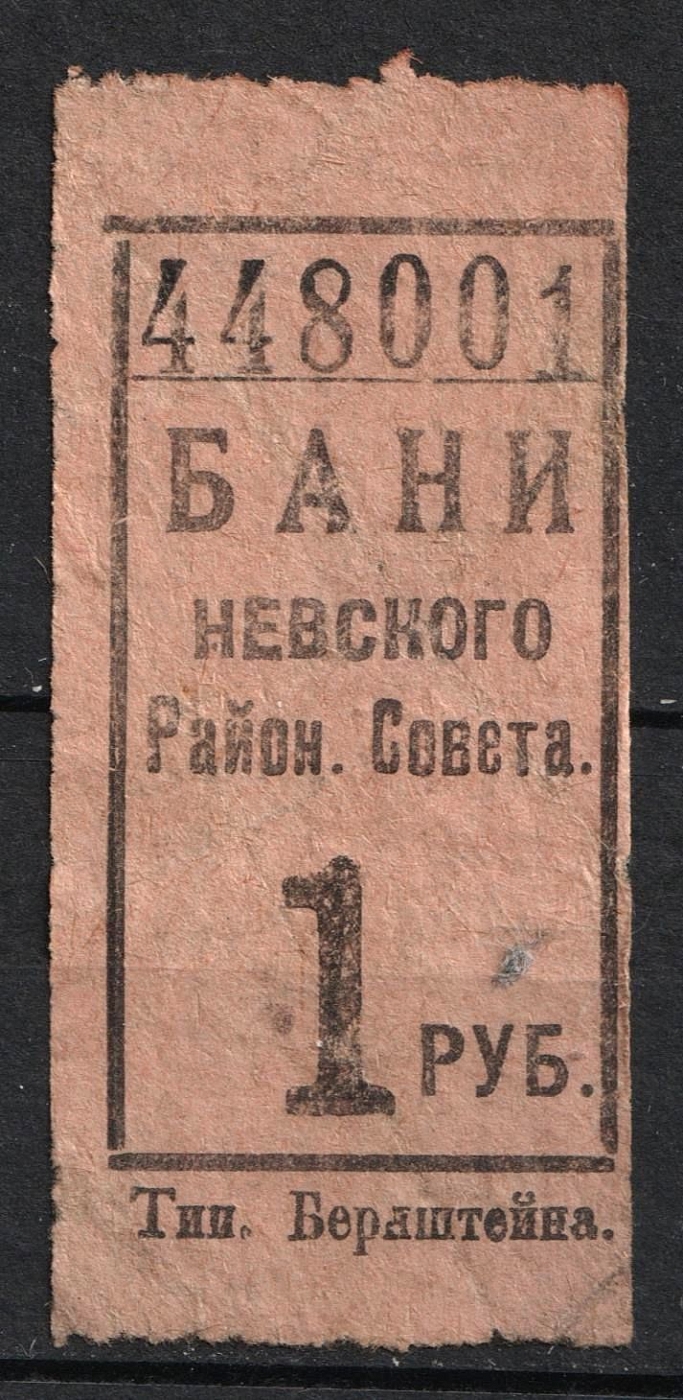 448001
БАНИ
НЕВСКОГО
Район. Совета.
1 РУБ.
Тип. Бернштейна.